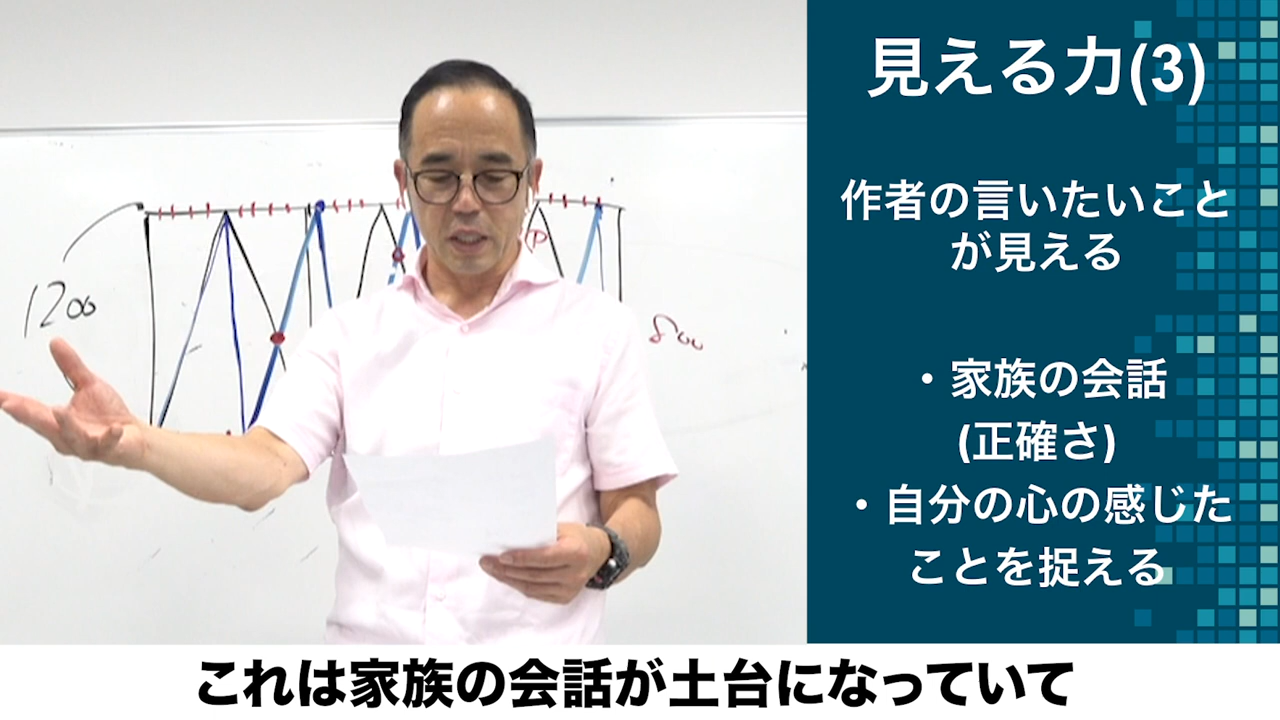 見える力(3)
作者の言いたいこと
が見える
・家族の会話
(正確さ)
・自分の心の感じた
ことを捉える
1200
P
800
これは家族の会話が土台になっていて